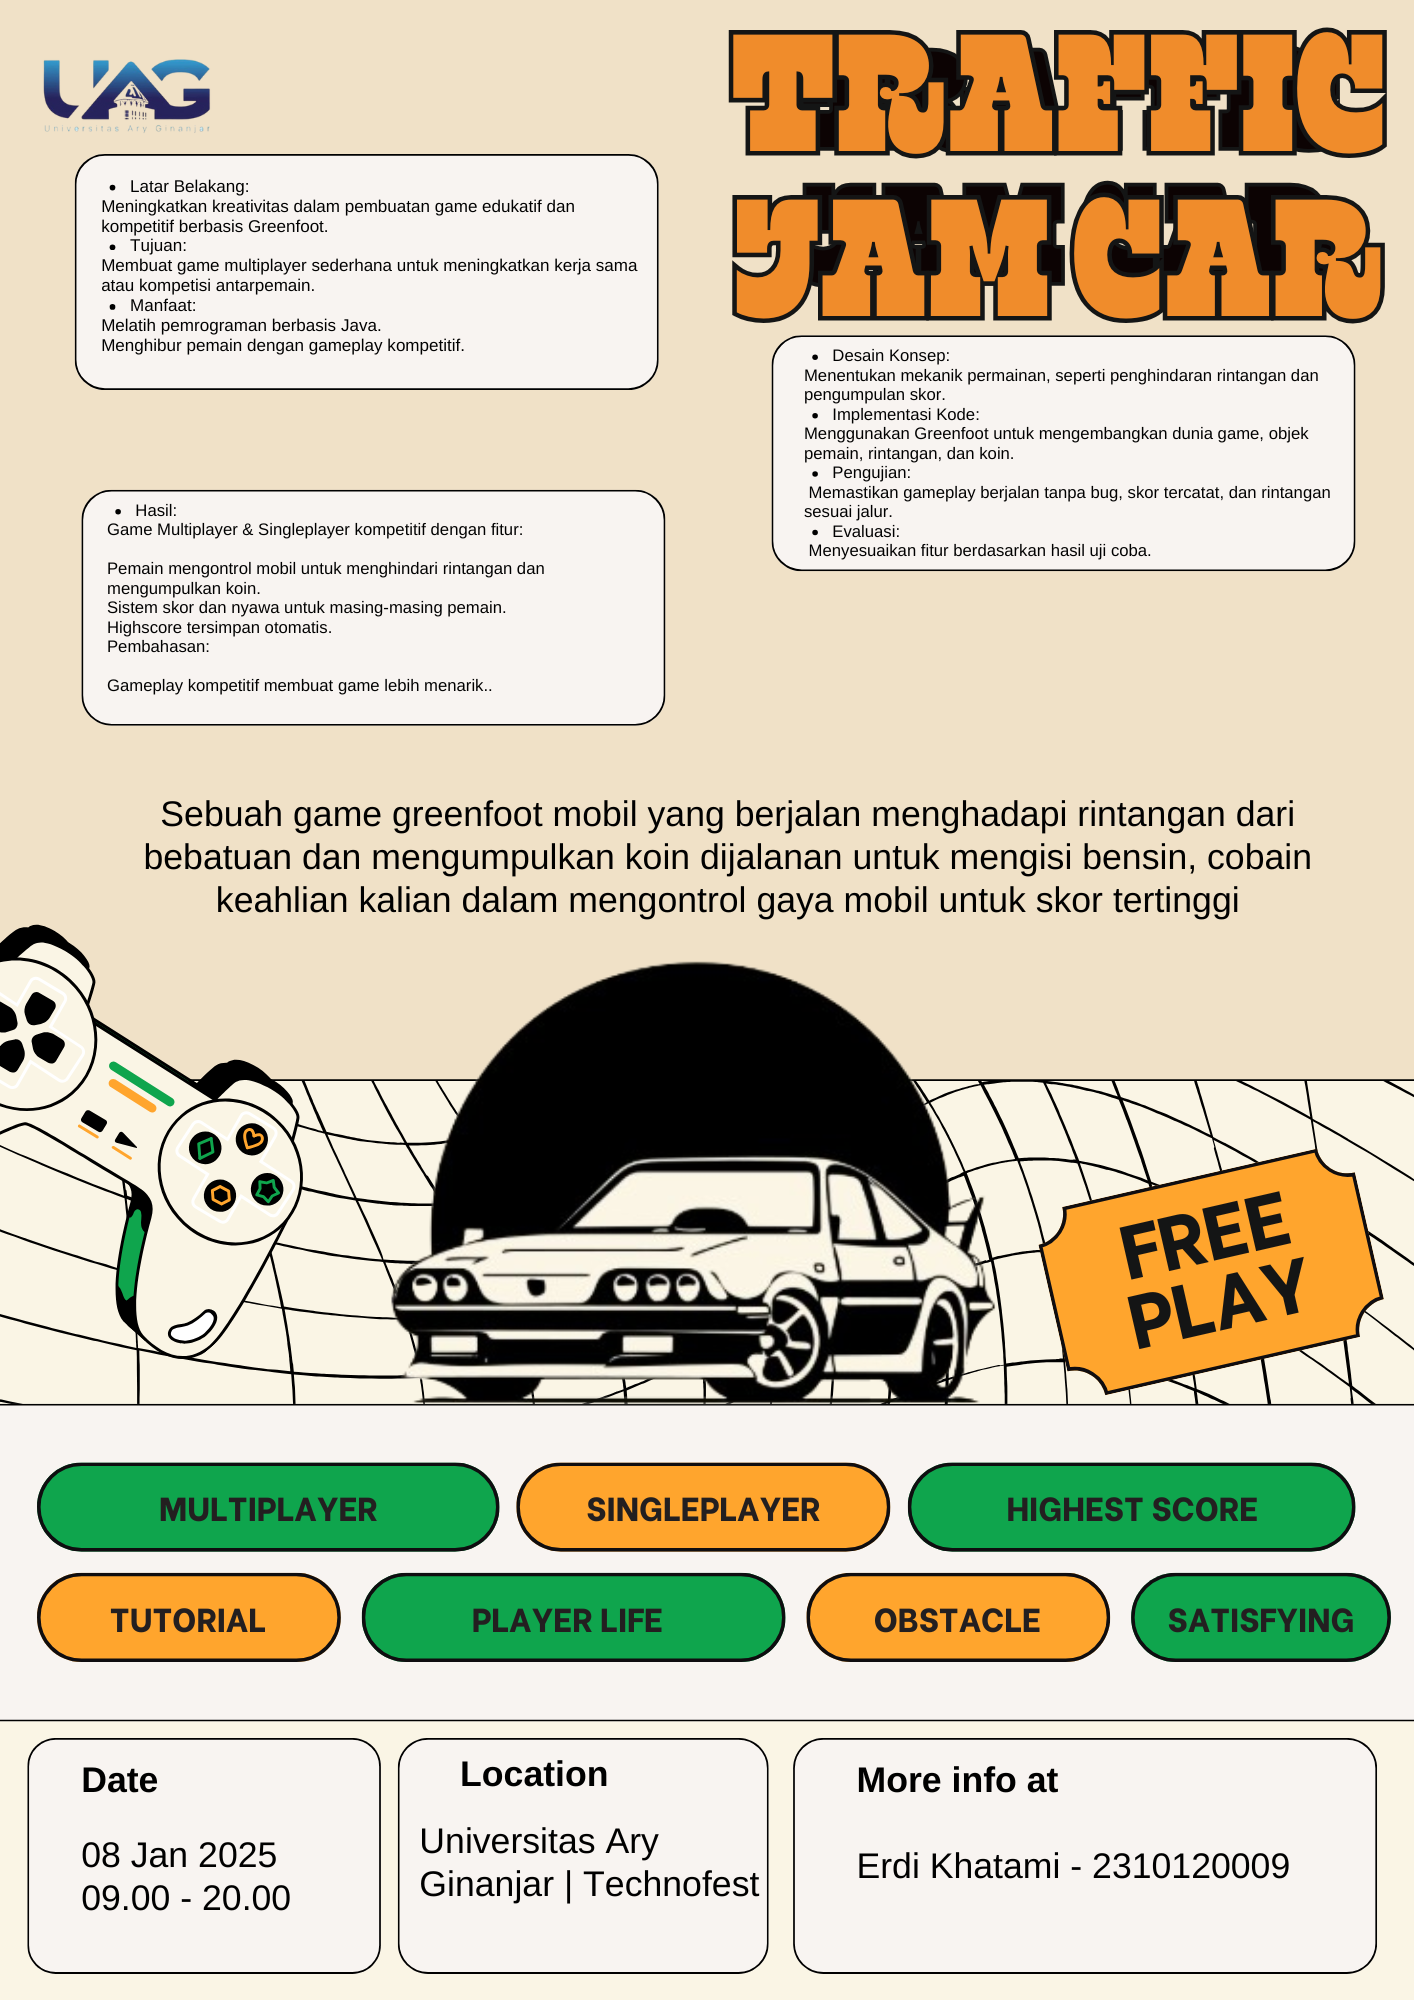 UAG
Universitas Ary Ginanjar
TRAFFIC
JAM CAR
• Latar Belakang:
Meningkatkan kreativitas dalam pembuatan game edukatif dan
kompetitif berbasis Greenfoot.
• Tujuan:
Membuat game multiplayer sederhana untuk meningkatkan kerja sama
atau kompetisi antarpemain.
• Manfaat:
Melatih pemrograman berbasis Java.
Menghibur pemain dengan gameplay kompetitif.
• Desain Konsep:
Menentukan mekanik permainan, seperti penghindaran rintangan dan
pengumpulan skor.
• Implementasi Kode:
Menggunakan Greenfoot untuk mengembangkan dunia game, objek
pemain, rintangan, dan koin.
• Pengujian:
Memastikan gameplay berjalan tanpa bug, skor tercatat, dan rintangan
sesuai jalur.
• Evaluasi:
Menyesuaikan fitur berdasarkan hasil uji coba.
• Hasil:
Game Multiplayer & Singleplayer kompetitif dengan fitur:
Pemain mengontrol mobil untuk menghindari rintangan dan
mengumpulkan koin.
Sistem skor dan nyawa untuk masing-masing pemain.
Highscore tersimpan otomatis.
Pembahasan:
Gameplay kompetitif membuat game lebih menarik..
Sebuah game greenfoot mobil yang berjalan menghadapi rintangan dari
bebatuan dan mengumpulkan koin dijalanan untuk mengisi bensin, cobain
keahlian kalian dalam mengontrol gaya mobil untuk skor tertinggi
FREE
PLAY
MULTIPLAYER
SINGLEPLAYER
HIGHEST SCORE
TUTORIAL
PLAYER LIFE
OBSTACLE
SATISFYING
Date
08 Jan 2025
09.00 - 20.00
Location
Universitas Ary
Ginanjar | Technofest
More info at
Erdi Khatami - 2310120009